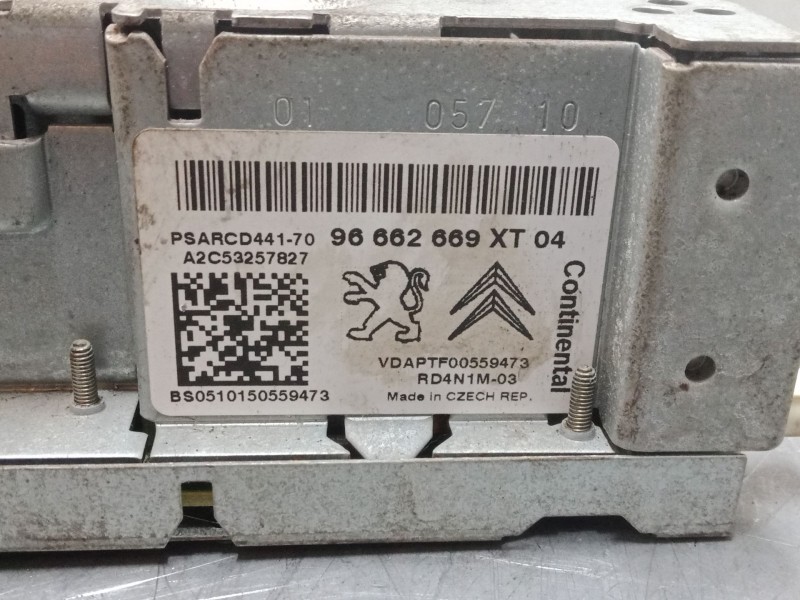 01 057 10
PSARCD441-70 96 662 669 XT 04
A2C53257827
Continental
VDAPTF00559473
RD4N1M-03
BS0510150559473 Made in CZECH REP.